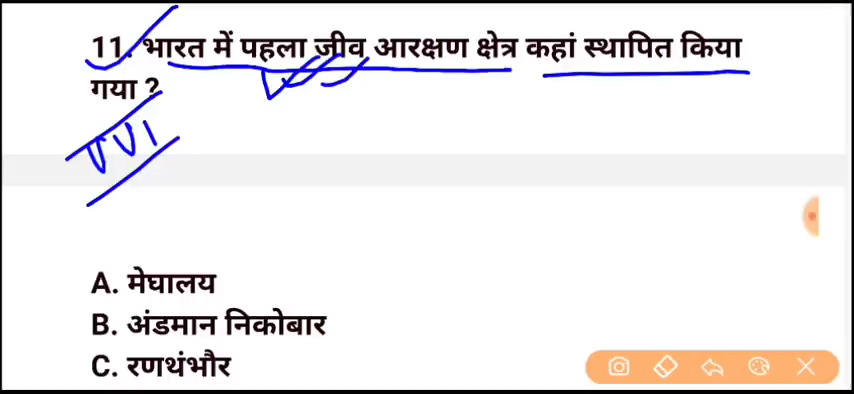 11. भारत में पहला जीव आरक्षण क्षेत्र कहां स्थापित किया
गया ?
VVI
A. मेघालय
B. अंडमान निकोबार
C. रणथंभौर